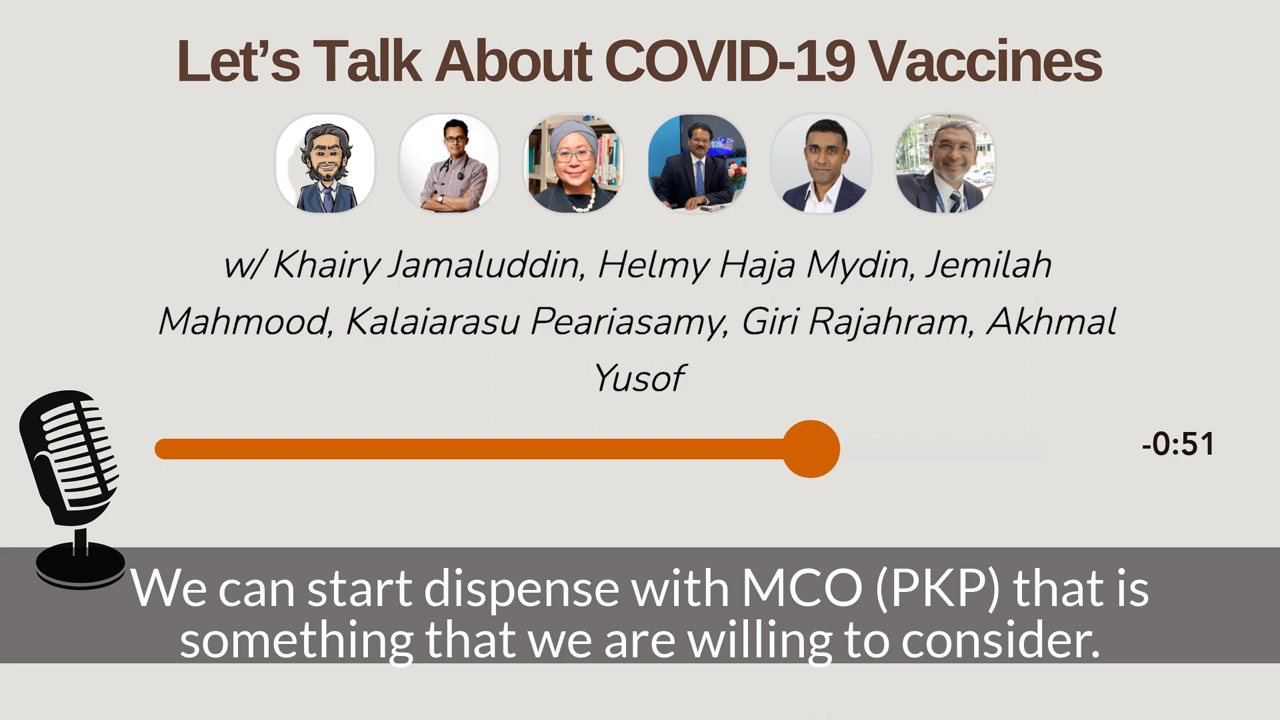 Let’s Talk About COVID-19 Vaccines
w/ Khairy Jamaluddin, Helmy Haja Mydin, Jemilah
Mahmood, Kalaiarasu Peariasamy, Giri Rajahram, Akhmal
Yusof
-0:51
We can start dispense with MCO (PKP) that is
something that we are willing to consider.